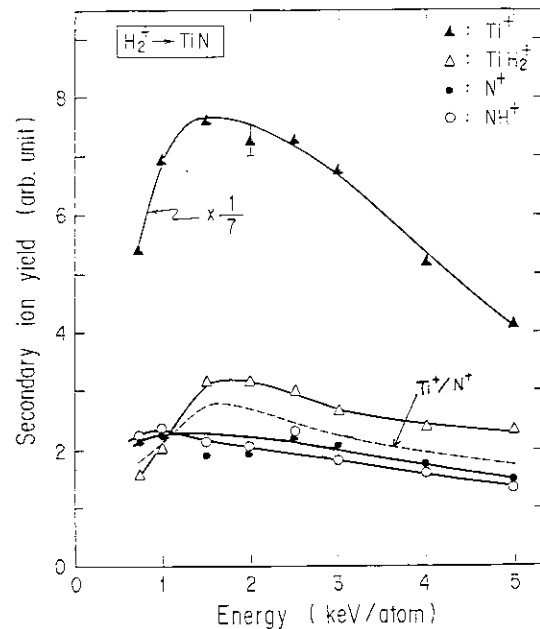 H₂⁺ → TiN
▲ : Ti⁺
△ : TiH₂⁺
● : N⁺
○ : NH⁺
8
6
4
2
0
× 1/7
Ti⁺/N⁺
0 1 2 3 4 5
Secondary ion yield (arb. unit)
Energy ( keV/atom)